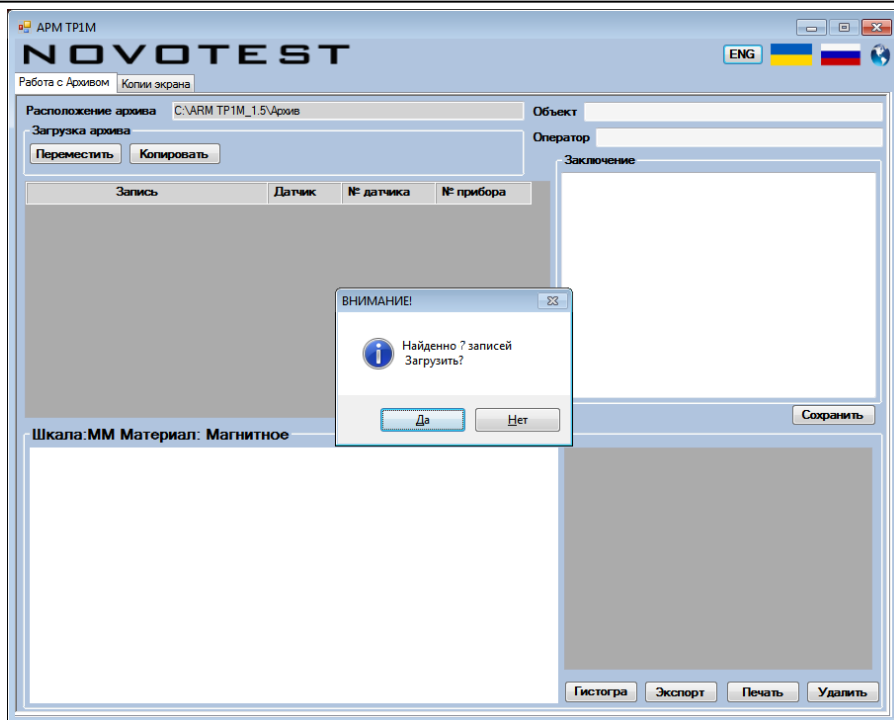 АРМ ТР1М
NOVOTEST
ENG
Работа с Архивом Копии экрана
Расположение архива C:\ARM TP1M_1.5\Архив
Объект
Загрузка архива
Оператор
Переместить Копировать
Заключение
Запись Датчик № датчика № прибора
ВНИМАНИЕ!
Найденно ? записей
Загрузить?
Да Нет
Сохранить
Шкала:ММ Материал: Магнитное
Гистогра Экспорт Печать Удалить